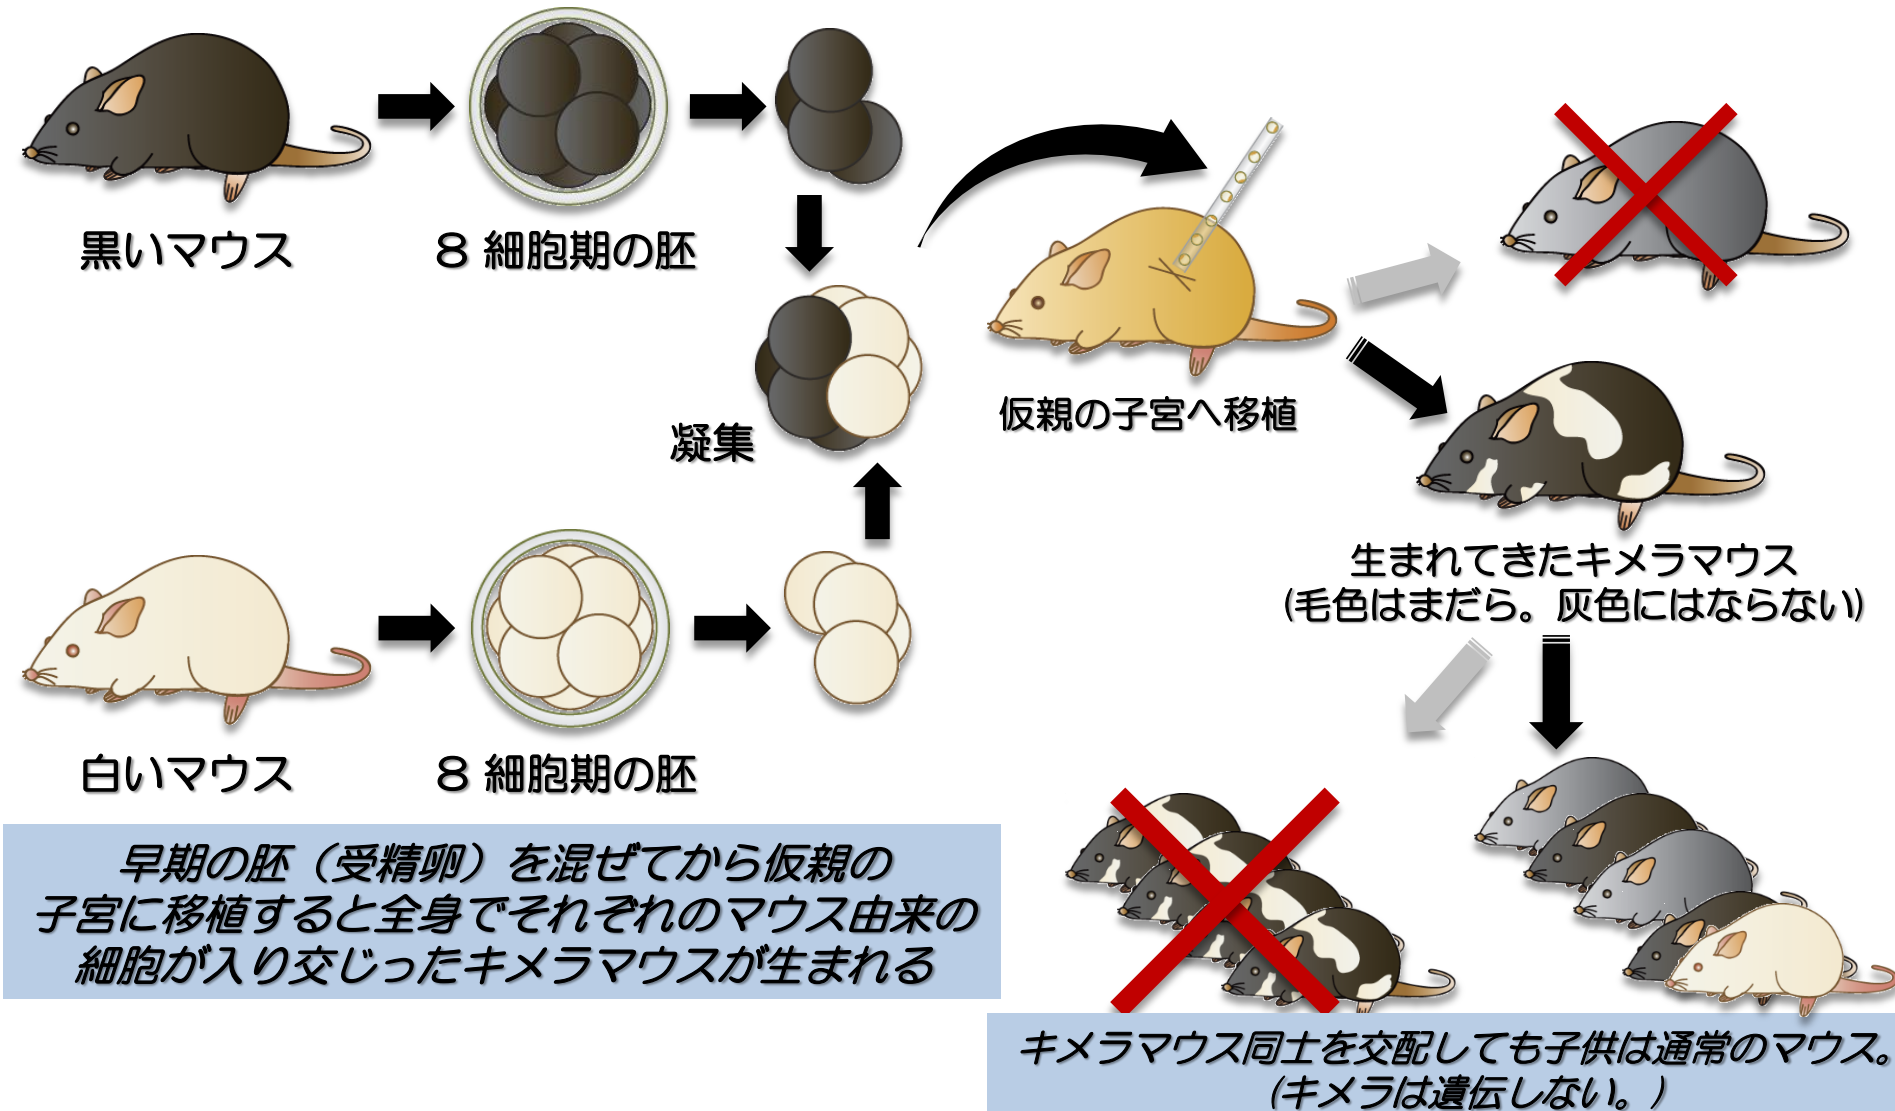 黒いマウス
8 細胞期の胚
凝集
仮親の子宮へ移植
生まれてきたキメラマウス
(毛色はまだら。灰色にはならない)
白いマウス
8 細胞期の胚
早期の胚（受精卵）を混ぜてから仮親の
子宮に移植すると全身でそれぞれのマウス由来の
細胞が入り交じったキメラマウスが生まれる
キメラマウス同士を交配しても子供は通常のマウス。
(キメラは遺伝しない。)